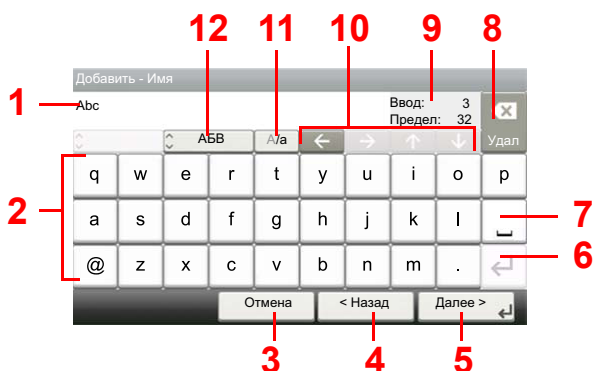 12 11 10 9 8
Добавить - Имя
1 Abc Ввод: 3
Предел: 32
АБВ A/a ← → ↑ ↓ Удал
2 q w e r t y u i o p
a s d f g h j k l 7
@ z x c v b n m . 6
Отмена < Назад Далее >
3 4 5